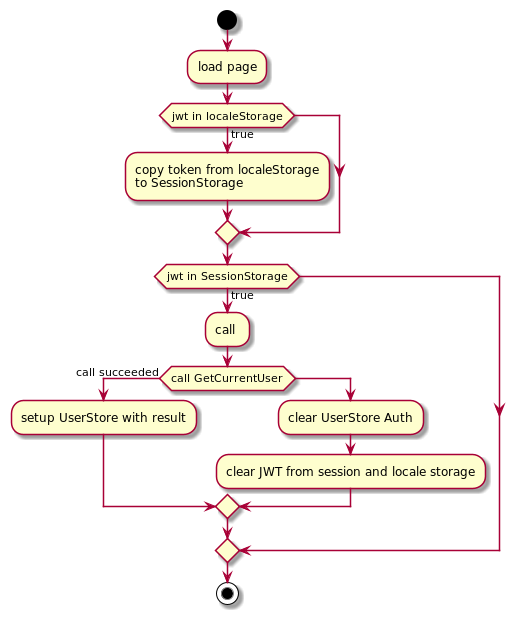 load page
jwt in localeStorage
true
copy token from localeStorage
to SessionStorage
jwt in SessionStorage
true
call
call succeeded
call GetCurrentUser
setup UserStore with result
clear UserStore Auth
clear JWT from session and locale storage